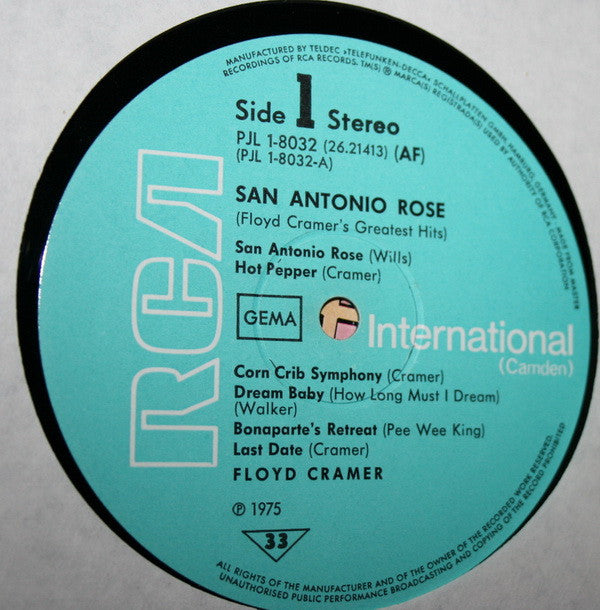 MANUFACTURED BY TELDEC »TELEFUNKEN-DECCA« SCHALLPLATTEN GMBH, HAMBURG, GERMANY. MADE FROM MASTER
RECORDINGS OF RCA RECORDS. TM(S) ® MARCA(S) REGISTRADA(S) USED BY AUTHORITY OF RCA CORPORATION
Side 1 Stereo
PJL 1-8032 (26.21413) (AF)
(PJL 1-8032-A)
RCA
SAN ANTONIO ROSE
(Floyd Cramer's Greatest Hits)
San Antonio Rose (Wills)
Hot Pepper (Cramer)
GEMA
International
(Camden)
Corn Crib Symphony (Cramer)
Dream Baby (How Long Must I Dream)
(Walker)
Bonaparte's Retreat (Pee Wee King)
Last Date (Cramer)
FLOYD CRAMER
℗ 1975
33
ALL RIGHTS OF THE MANUFACTURER AND OF THE OWNER OF THE RECORDED WORK RESERVED.
UNAUTHORISED PUBLIC PERFORMANCE BROADCASTING AND COPYING OF THE RECORD PROHIBITED